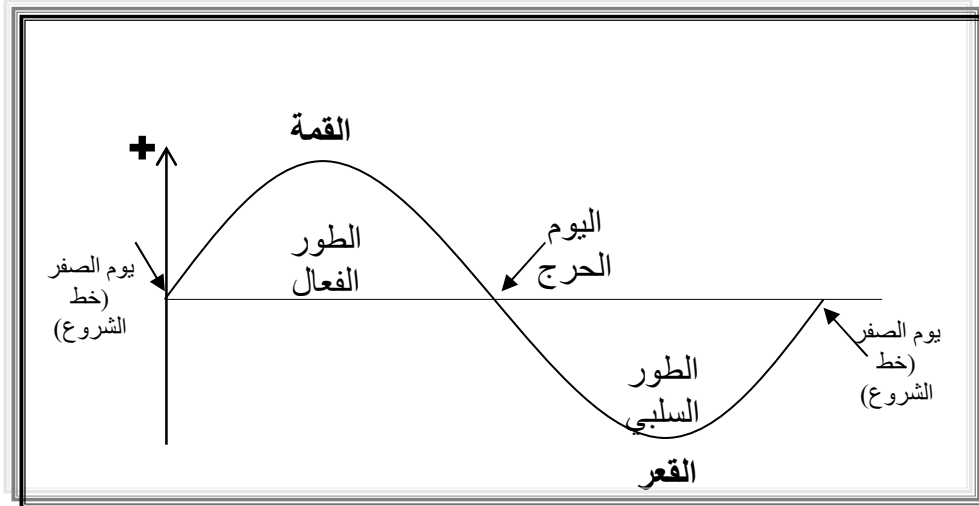 القمة
+
اليوم
الحرج
الطور
الفعال
يوم الصفر
(خط
الشروع)
يوم الصفر
(خط
الشروع)
الطور
السلبي
القعر